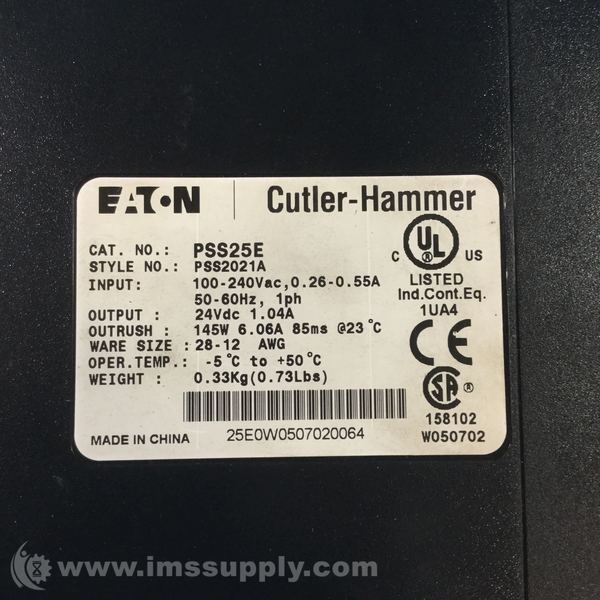 EATON Cutler-Hammer
CAT. NO.: PSS25E
STYLE NO.: PSS2021A
INPUT: 100-240Vac, 0.26-0.55A
50-60Hz, 1ph
OUTPUT : 24Vdc 1.04A
OUTRUSH : 145W 6.06A 85ms @23℃
WARE SIZE : 28-12 AWG
OPER.TEMP.: -5℃ to +50℃
WEIGHT : 0.33Kg(0.73Lbs)
C UL US
LISTED
Ind.Cont.Eq.
1UA4
CE
SA ®
158102
W050702
MADE IN CHINA
25E0W0507020064
www.imssupply.com